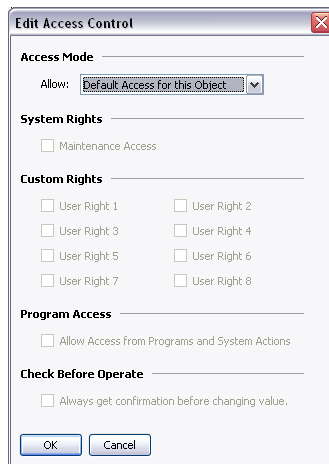 Edit Access Control
Access Mode
Allow: Default Access for this Object
System Rights
Maintenance Access
Custom Rights
User Right 1 User Right 2
User Right 3 User Right 4
User Right 5 User Right 6
User Right 7 User Right 8
Program Access
Allow Access from Programs and System Actions
Check Before Operate
Always get confirmation before changing value.
OK Cancel